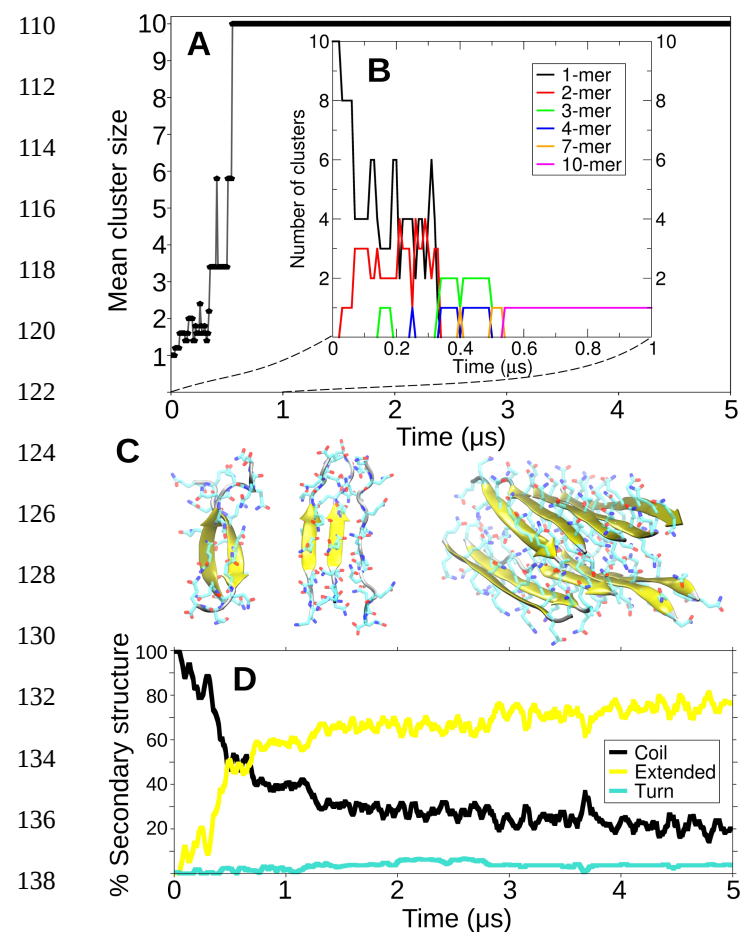 110
112
114
116
118
120
122
124
126
128
130
132
134
136
138
A
Mean cluster size
10
9
8
7
6
5
4
3
2
1
0 1 2 3 4 5
Time (µs)
B
Number of clusters
10
8
6
4
2
10
8
6
4
2
0 0.2 0.4 0.6 0.8 1
Time (µs)
1-mer
2-mer
3-mer
4-mer
7-mer
10-mer
C
D
% Secondary structure
100
80
60
40
20
Coil
Extended
Turn
0 1 2 3 4 5
Time (µs)